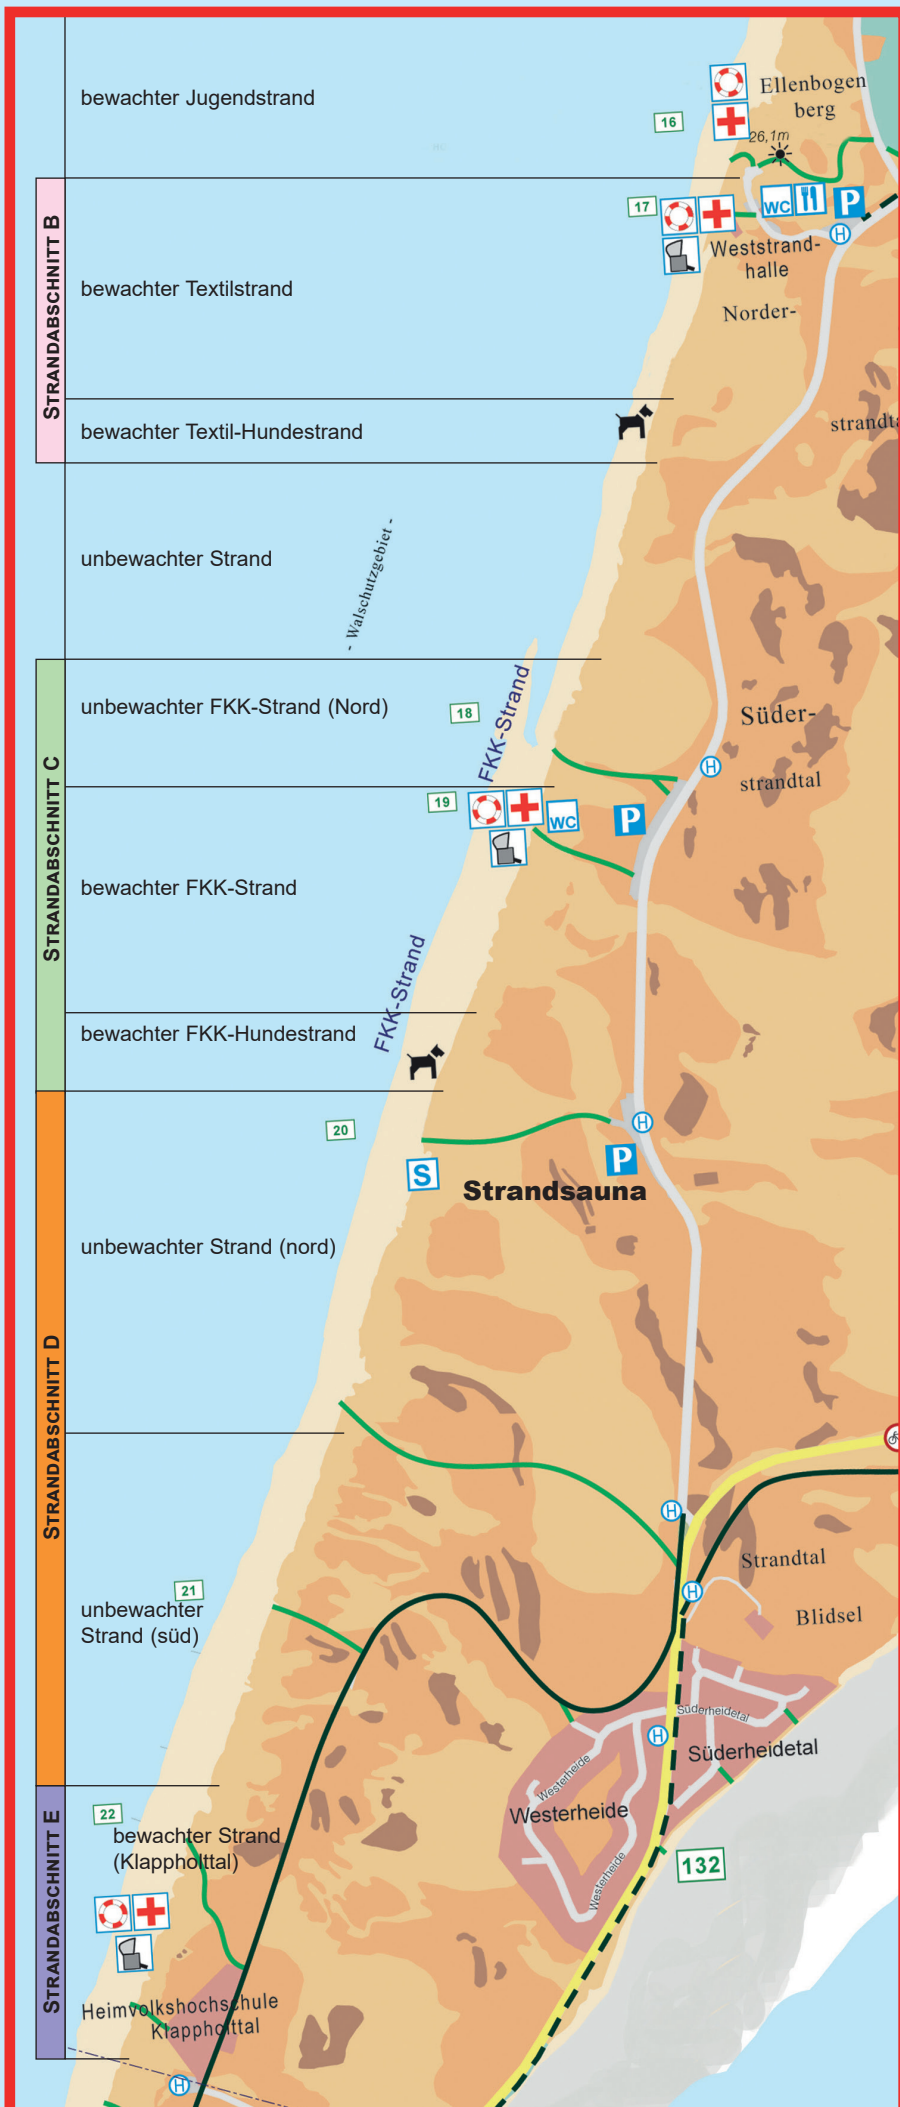 bewachter Jugendstrand
Ellenbogen
berg
16
26,1m
STRANDABSCHNITT B
17
WC
P
H
Weststrand-
halle
bewachter Textilstrand
Norder-
bewachter Textil-Hundestrand
unbewachter Strand
- Walschutzgebiet -
STRANDABSCHNITT C
unbewachter FKK-Strand (Nord)
18
FKK-Strand
Süder-
strandtal
H
19
WC
P
bewachter FKK-Strand
FKK-Strand
bewachter FKK-Hundestrand
STRANDABSCHNITT D
20
H
P
S
Strandsauna
unbewachter Strand (nord)
H
Strandtal
H
Blidsel
21
unbewachter
Strand (süd)
Süderheidetal
H
Süderheidetal
Westerheide
Westerheide
Westerheide
132
STRANDABSCHNITT E
22
bewachter Strand
(Klappholttal)
Heimvolkshochschule
Klappholttal
H